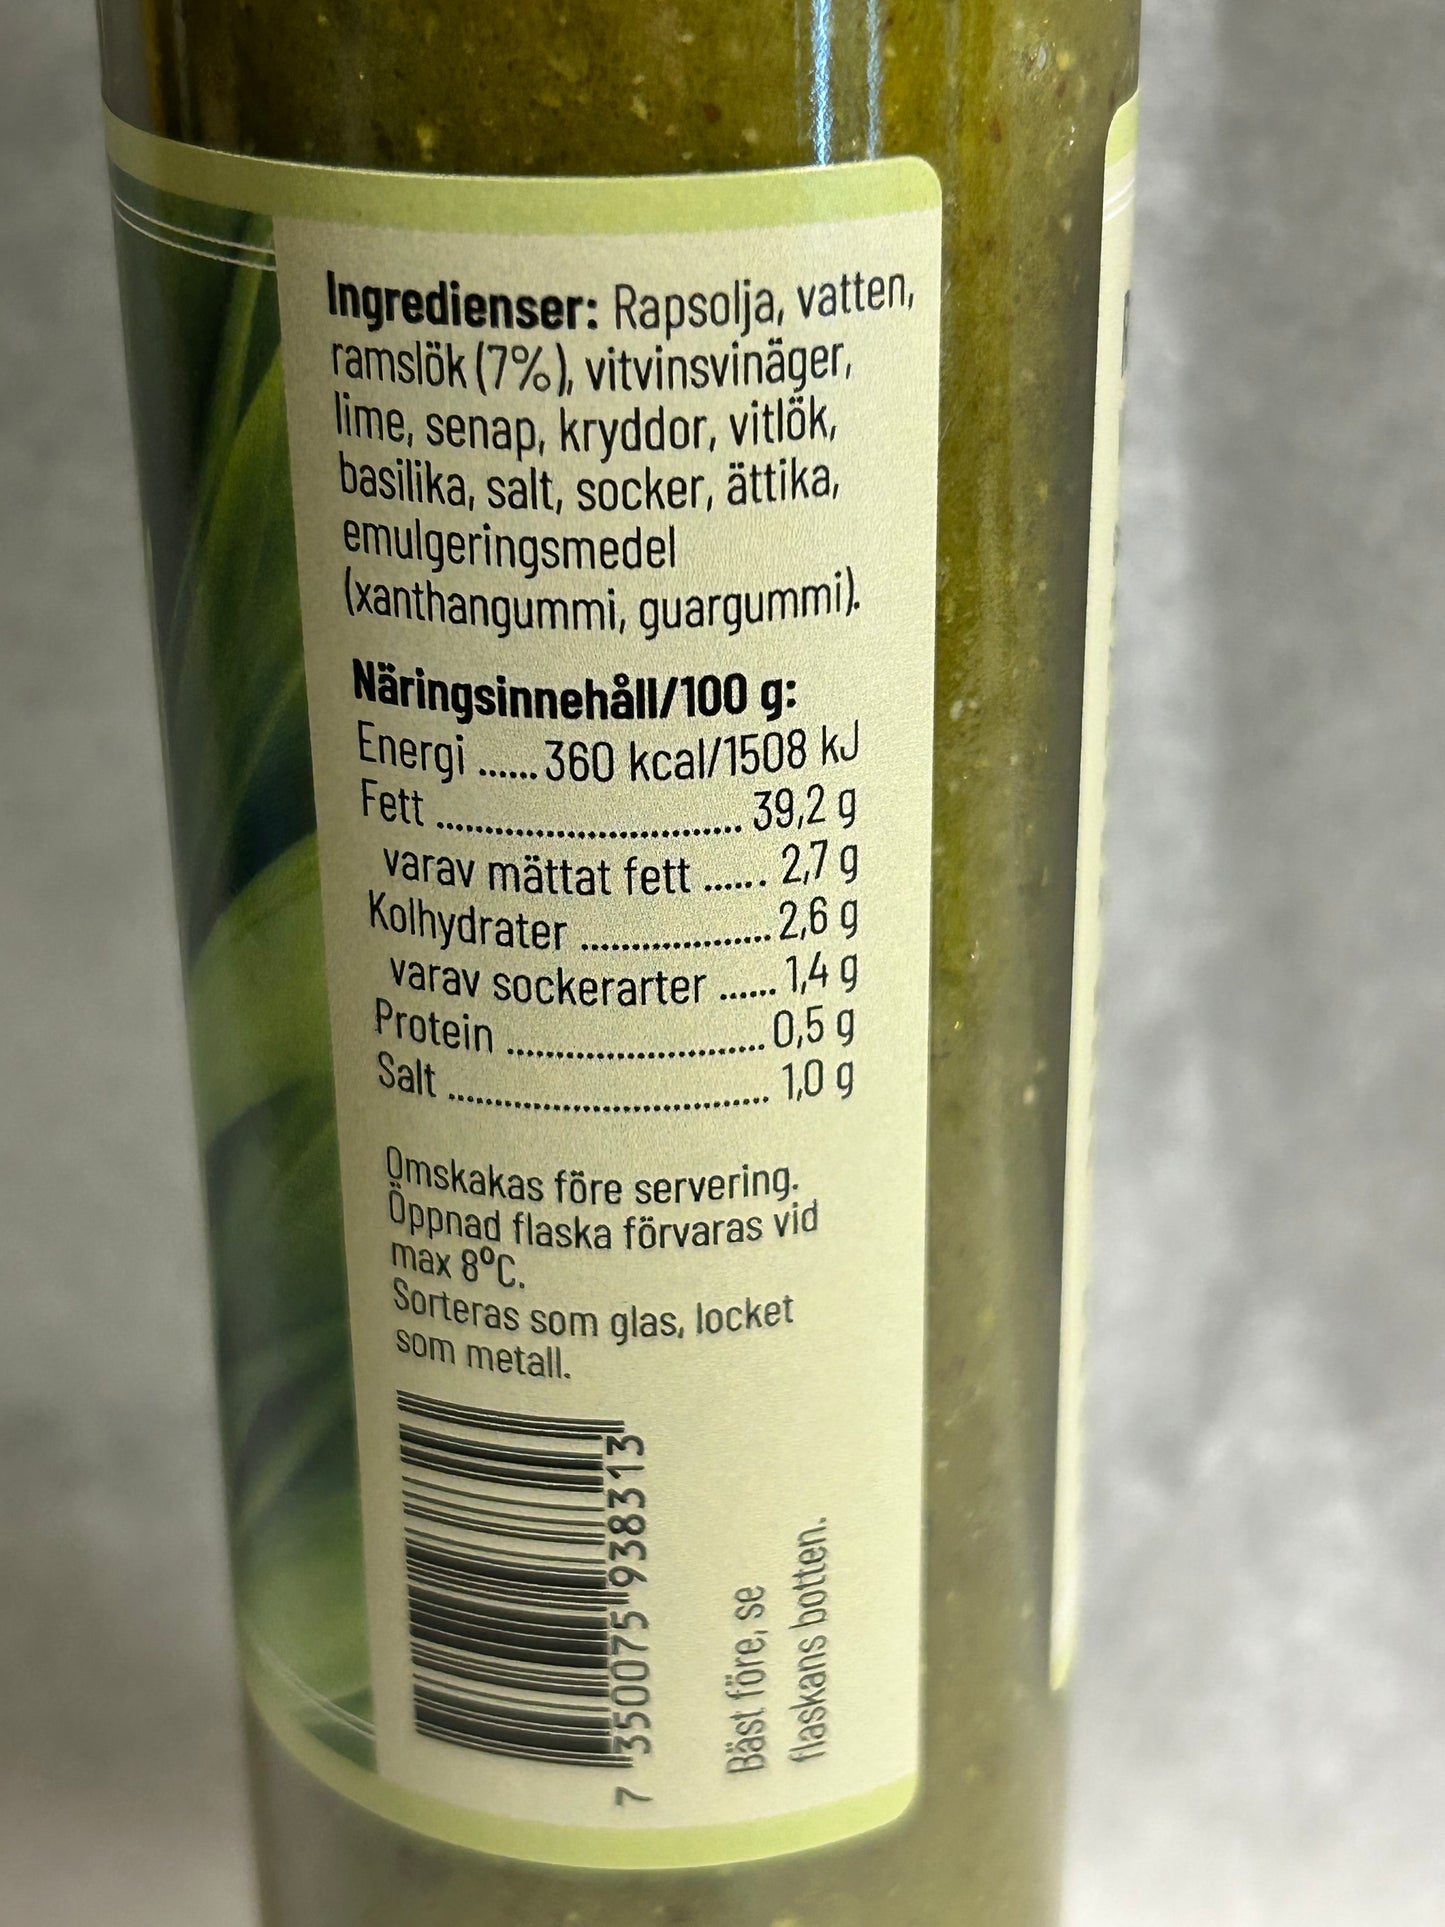 Ingredienser: Rapsolja, vatten,
ramslök (7%), vitvinsvinäger,
lime, senap, kryddor, vitlök,
basilika, salt, socker, ättika,
emulgeringsmedel
(xanthangummi, guargummi).
Näringsinnehåll/100 g:
Energi ...... 360 kcal/1508 kJ
Fett ................................ 39,2 g
varav mättat fett ...... 2,7 g
Kolhydrater .................... 2,6 g
varav sockerarter ...... 1,4 g
Protein ........................... 0,5 g
Salt ................................. 1,0 g
Omskakas före servering.
Öppnad flaska förvaras vid
max 8°C.
Sorteras som glas, locket
som metall.
7 350075 938313
Bäst före, se
flaskans botten.